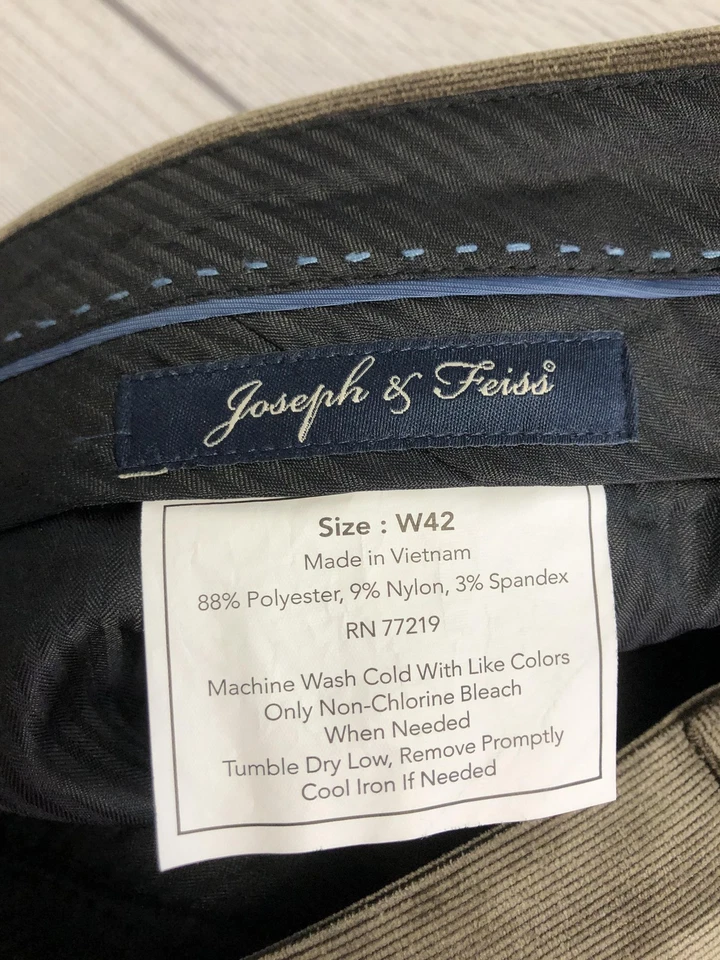 Joseph & Feiss®
Size : W42
Made in Vietnam
88% Polyester, 9% Nylon, 3% Spandex
RN 77219
Machine Wash Cold With Like Colors
Only Non-Chlorine Bleach
When Needed
Tumble Dry Low, Remove Promptly
Cool Iron If Needed